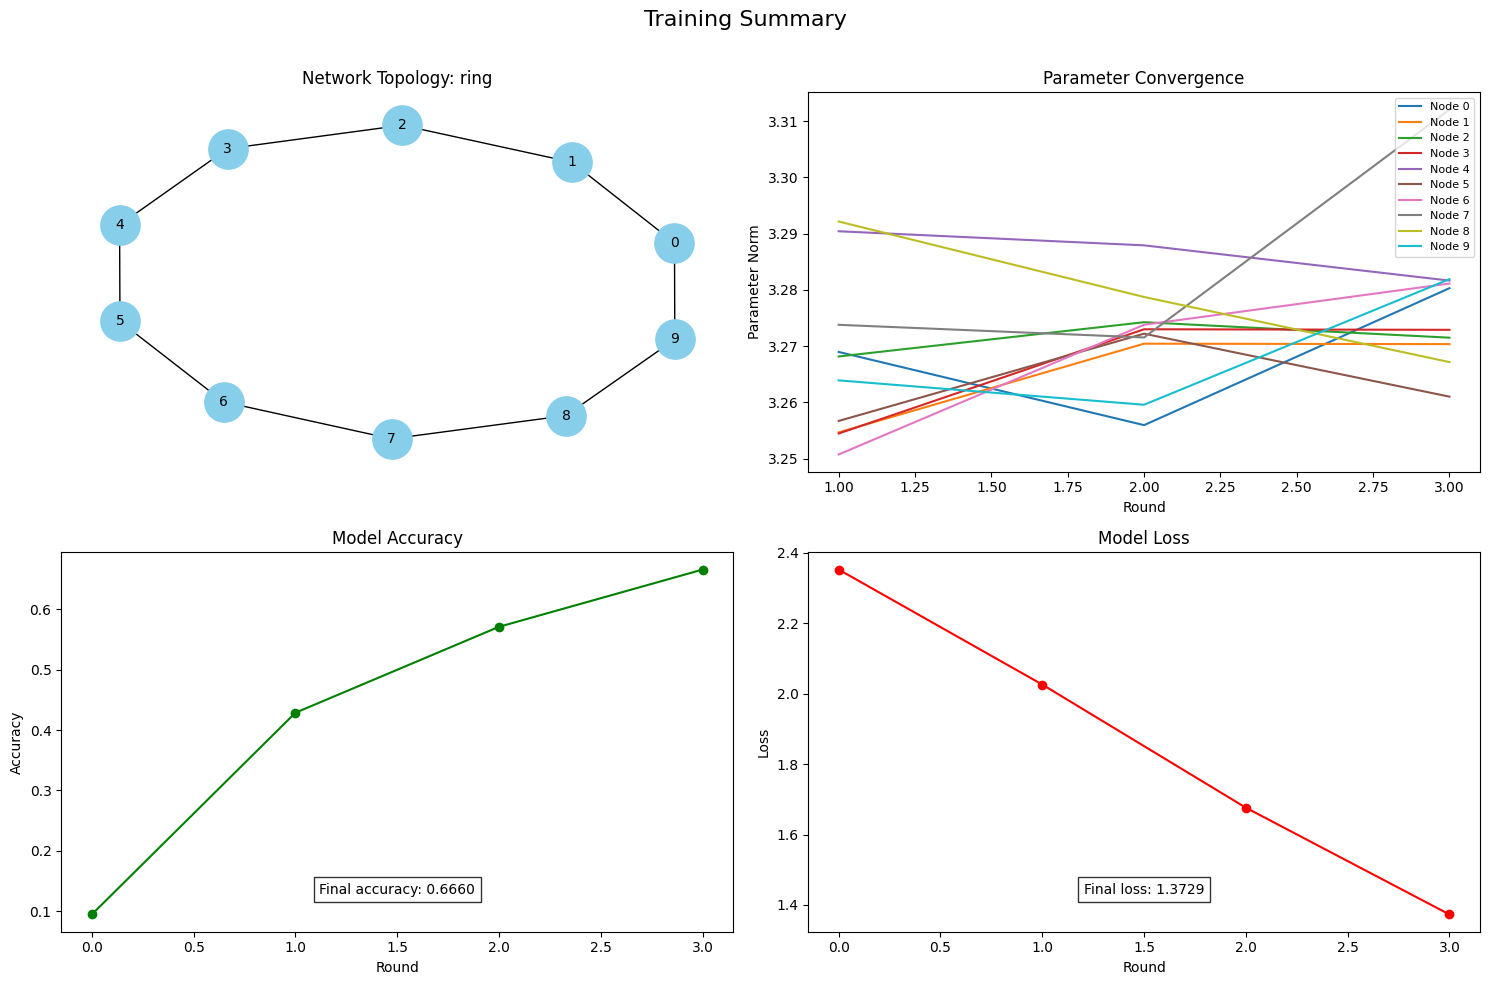 Training Summary
Network Topology: ring
2
3
1
4
0
5
9
6
8
7
Parameter Convergence
Parameter Norm
3.31
3.30
3.29
3.28
3.27
3.26
3.25
Node 0
Node 1
Node 2
Node 3
Node 4
Node 5
Node 6
Node 7
Node 8
Node 9
1.00 1.25 1.50 1.75 2.00 2.25 2.50 2.75 3.00
Round
Model Accuracy
Accuracy
0.6
0.5
0.4
0.3
0.2
0.1
Final accuracy: 0.6660
0.0 0.5 1.0 1.5 2.0 2.5 3.0
Round
Model Loss
Loss
2.4
2.2
2.0
1.8
1.6
1.4
Final loss: 1.3729
0.0 0.5 1.0 1.5 2.0 2.5 3.0
Round